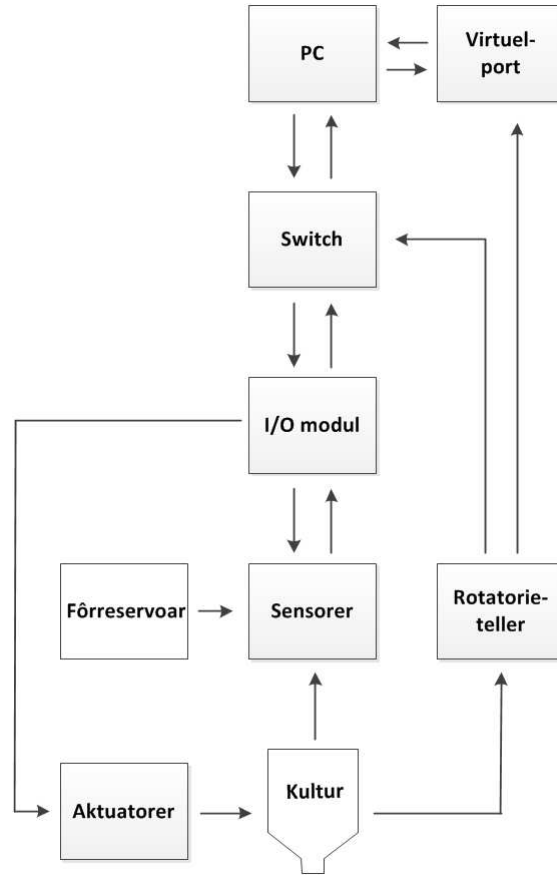 PC
Virtuel-
port
Switch
I/O modul
Fôrreservoar
Sensorer
Rotatorie-
teller
Aktuatorer
Kultur